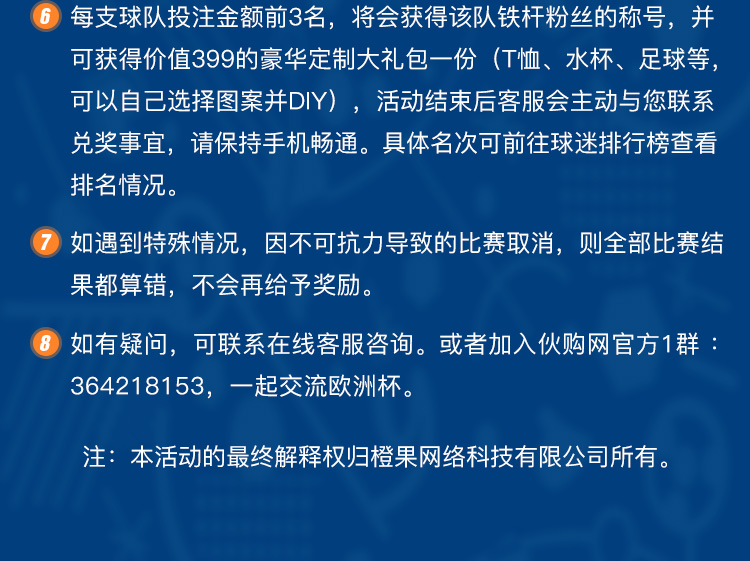 6 每支球队投注金额前3名，将会获得该队铁杆粉丝的称号，并
可获得价值399的豪华定制大礼包一份（T恤、水杯、足球等，
可以自己选择图案并DIY），活动结束后客服会主动与您联系
兑奖事宜，请保持手机畅通。具体名次可前往球迷排行榜查看
排名情况。
7 如遇到特殊情况，因不可抗力导致的比赛取消，则全部比赛结
果都算错，不会再给予奖励。
8 如有疑问，可联系在线客服咨询。或者加入伙购网官方1群：
364218153，一起交流欧洲杯。
注：本活动的最终解释权归橙果网络科技有限公司所有。